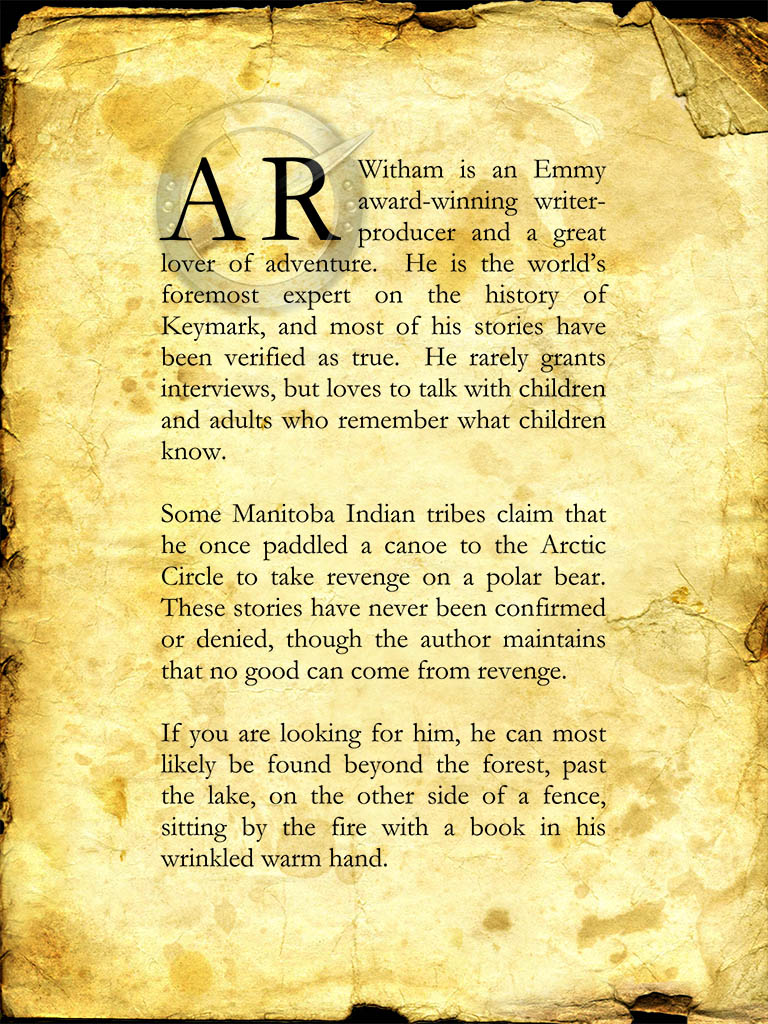 A R Witham is an Emmy
award-winning writer-
producer and a great
lover of adventure.  He is the world’s
foremost expert on the history of
Keymark, and most of his stories have
been verified as true.  He rarely grants
interviews, but loves to talk with children
and adults who remember what children
know.
Some Manitoba Indian tribes claim that
he once paddled a canoe to the Arctic
Circle to take revenge on a polar bear.
These stories have never been confirmed
or denied, though the author maintains
that no good can come from revenge.
If you are looking for him, he can most
likely be found beyond the forest, past
the lake, on the other side of a fence,
sitting by the fire with a book in his
wrinkled warm hand.